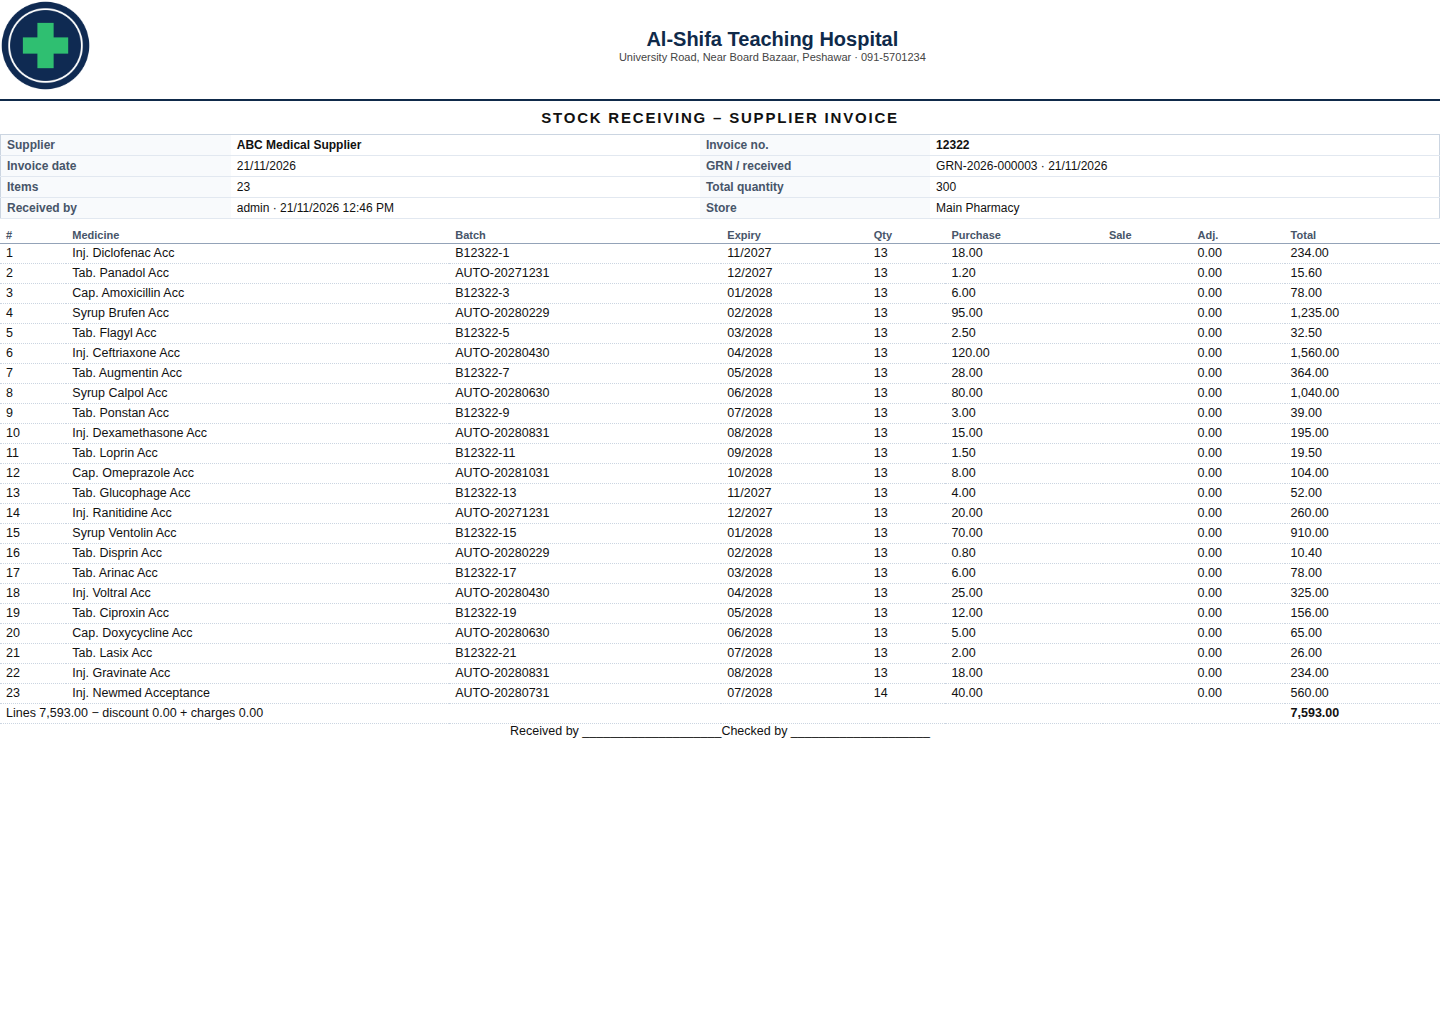 Al-Shifa Teaching Hospital
University Road, Near Board Bazaar, Peshawar · 091-5701234
STOCK RECEIVING – SUPPLIER INVOICE
Supplier ABC Medical Supplier Invoice no. 12322
Invoice date 21/11/2026 GRN / received GRN-2026-000003 · 21/11/2026
Items 23 Total quantity 300
Received by admin · 21/11/2026 12:46 PM Store Main Pharmacy
# Medicine Batch Expiry Qty Purchase Sale Adj. Total
1 Inj. Diclofenac Acc B12322-1 11/2027 13 18.00 0.00 234.00
2 Tab. Panadol Acc AUTO-20271231 12/2027 13 1.20 0.00 15.60
3 Cap. Amoxicillin Acc B12322-3 01/2028 13 6.00 0.00 78.00
4 Syrup Brufen Acc AUTO-20280229 02/2028 13 95.00 0.00 1,235.00
5 Tab. Flagyl Acc B12322-5 03/2028 13 2.50 0.00 32.50
6 Inj. Ceftriaxone Acc AUTO-20280430 04/2028 13 120.00 0.00 1,560.00
7 Tab. Augmentin Acc B12322-7 05/2028 13 28.00 0.00 364.00
8 Syrup Calpol Acc AUTO-20280630 06/2028 13 80.00 0.00 1,040.00
9 Tab. Ponstan Acc B12322-9 07/2028 13 3.00 0.00 39.00
10 Inj. Dexamethasone Acc AUTO-20280831 08/2028 13 15.00 0.00 195.00
11 Tab. Loprin Acc B12322-11 09/2028 13 1.50 0.00 19.50
12 Cap. Omeprazole Acc AUTO-20281031 10/2028 13 8.00 0.00 104.00
13 Tab. Glucophage Acc B12322-13 11/2027 13 4.00 0.00 52.00
14 Inj. Ranitidine Acc AUTO-20271231 12/2027 13 20.00 0.00 260.00
15 Syrup Ventolin Acc B12322-15 01/2028 13 70.00 0.00 910.00
16 Tab. Disprin Acc AUTO-20280229 02/2028 13 0.80 0.00 10.40
17 Tab. Arinac Acc B12322-17 03/2028 13 6.00 0.00 78.00
18 Inj. Voltral Acc AUTO-20280430 04/2028 13 25.00 0.00 325.00
19 Tab. Ciproxin Acc B12322-19 05/2028 13 12.00 0.00 156.00
20 Cap. Doxycycline Acc AUTO-20280630 06/2028 13 5.00 0.00 65.00
21 Tab. Lasix Acc B12322-21 07/2028 13 2.00 0.00 26.00
22 Inj. Gravinate Acc AUTO-20280831 08/2028 13 18.00 0.00 234.00
23 Inj. Newmed Acceptance AUTO-20280731 07/2028 14 40.00 0.00 560.00
Lines 7,593.00 − discount 0.00 + charges 0.00 7,593.00
Received by ____________________Checked by ____________________